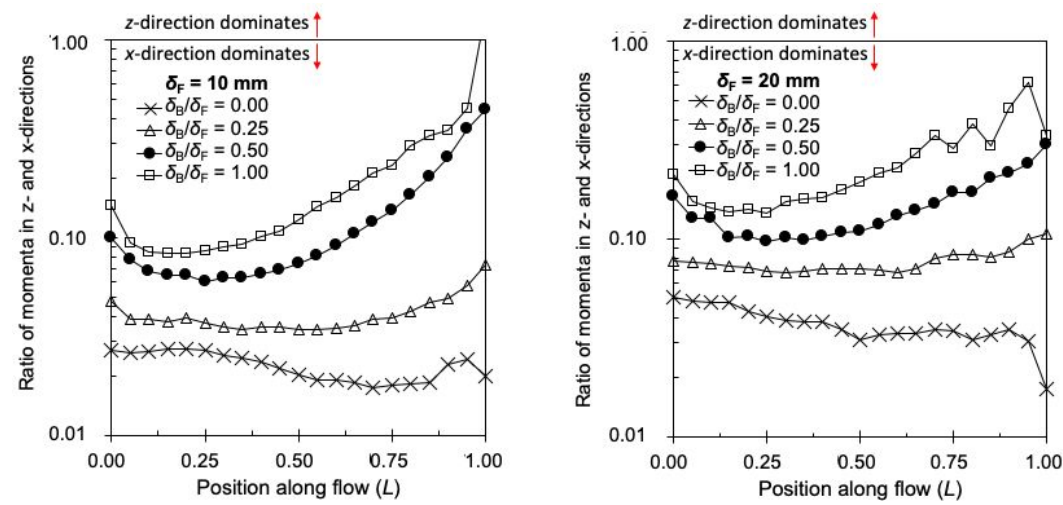 z-direction dominates
x-direction dominates
1.00
0.10
0.01
Ratio of momenta in z- and x-directions
δF = 10 mm
δB/δF = 0.00
δB/δF = 0.25
δB/δF = 0.50
δB/δF = 1.00
0.00 0.25 0.50 0.75 1.00
Position along flow (L)
z-direction dominates
x-direction dominates
0.10
0.01
Ratio of momenta in z- and x-directions
δF = 20 mm
δB/δF = 0.00
δB/δF = 0.25
δB/δF = 0.50
δB/δF = 1.00
0.00 0.25 0.50 0.75 1.00
Position along flow (L)